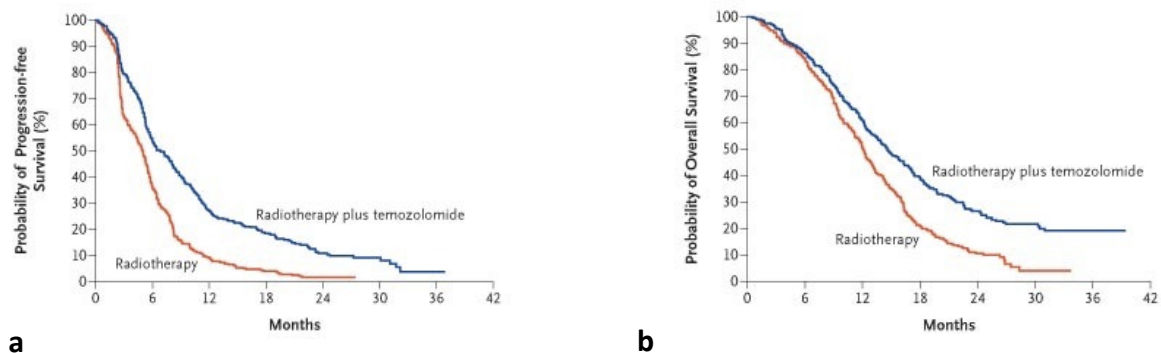 Probability of Progression-free
Survival (%)
100
90
80
70
60
50
40
30
20
10
0
Radiotherapy plus temozolomide
Radiotherapy
0 6 12 18 24 30 36 42
Months
a
Probability of Overall Survival (%)
100
90
80
70
60
50
40
30
20
10
0
Radiotherapy plus temozolomide
Radiotherapy
0 6 12 18 24 30 36 42
Months
b